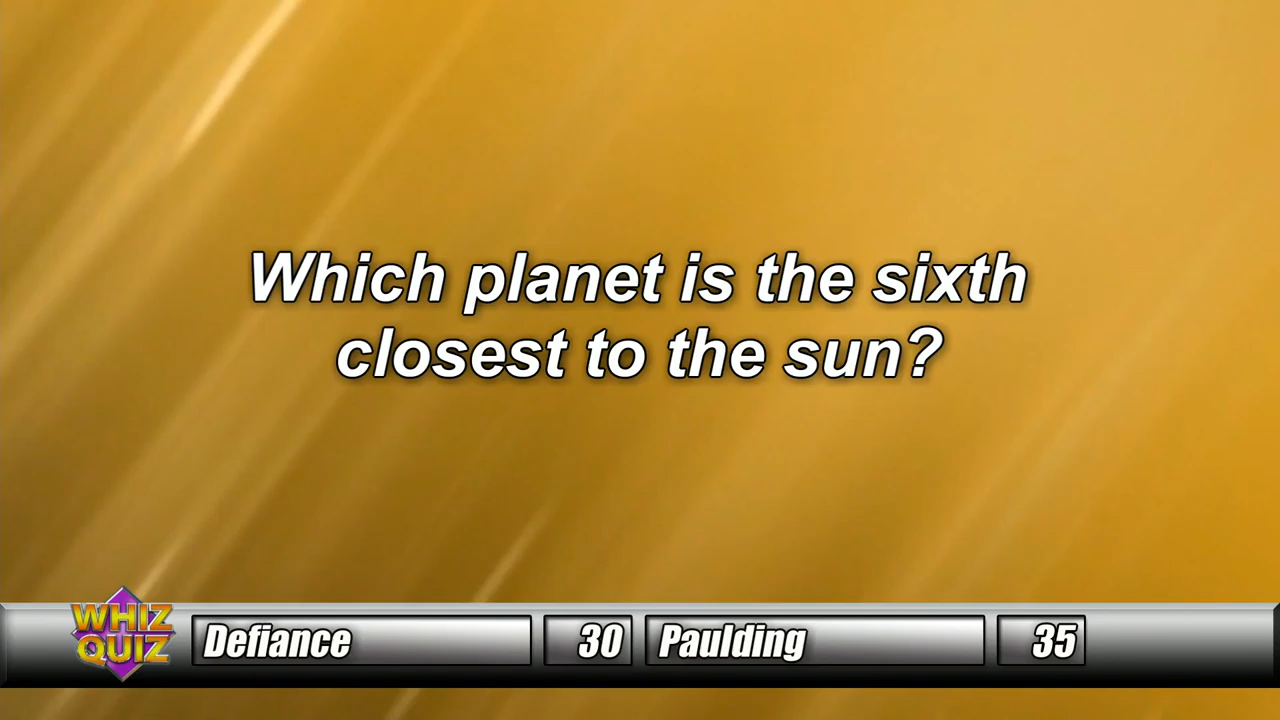 Which planet is the sixth
closest to the sun?
WHIZ
QUIZ
Defiance 30 Paulding 35